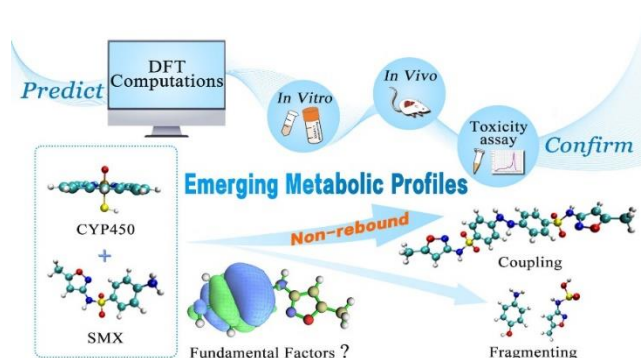 Predict
DFT
Computations
In Vitro
In Vivo
Toxicity
assay
Confirm
Emerging Metabolic Profiles
CYP450
+
SMX
Non-rebound
Coupling
Fundamental Factors ?
Fragmenting